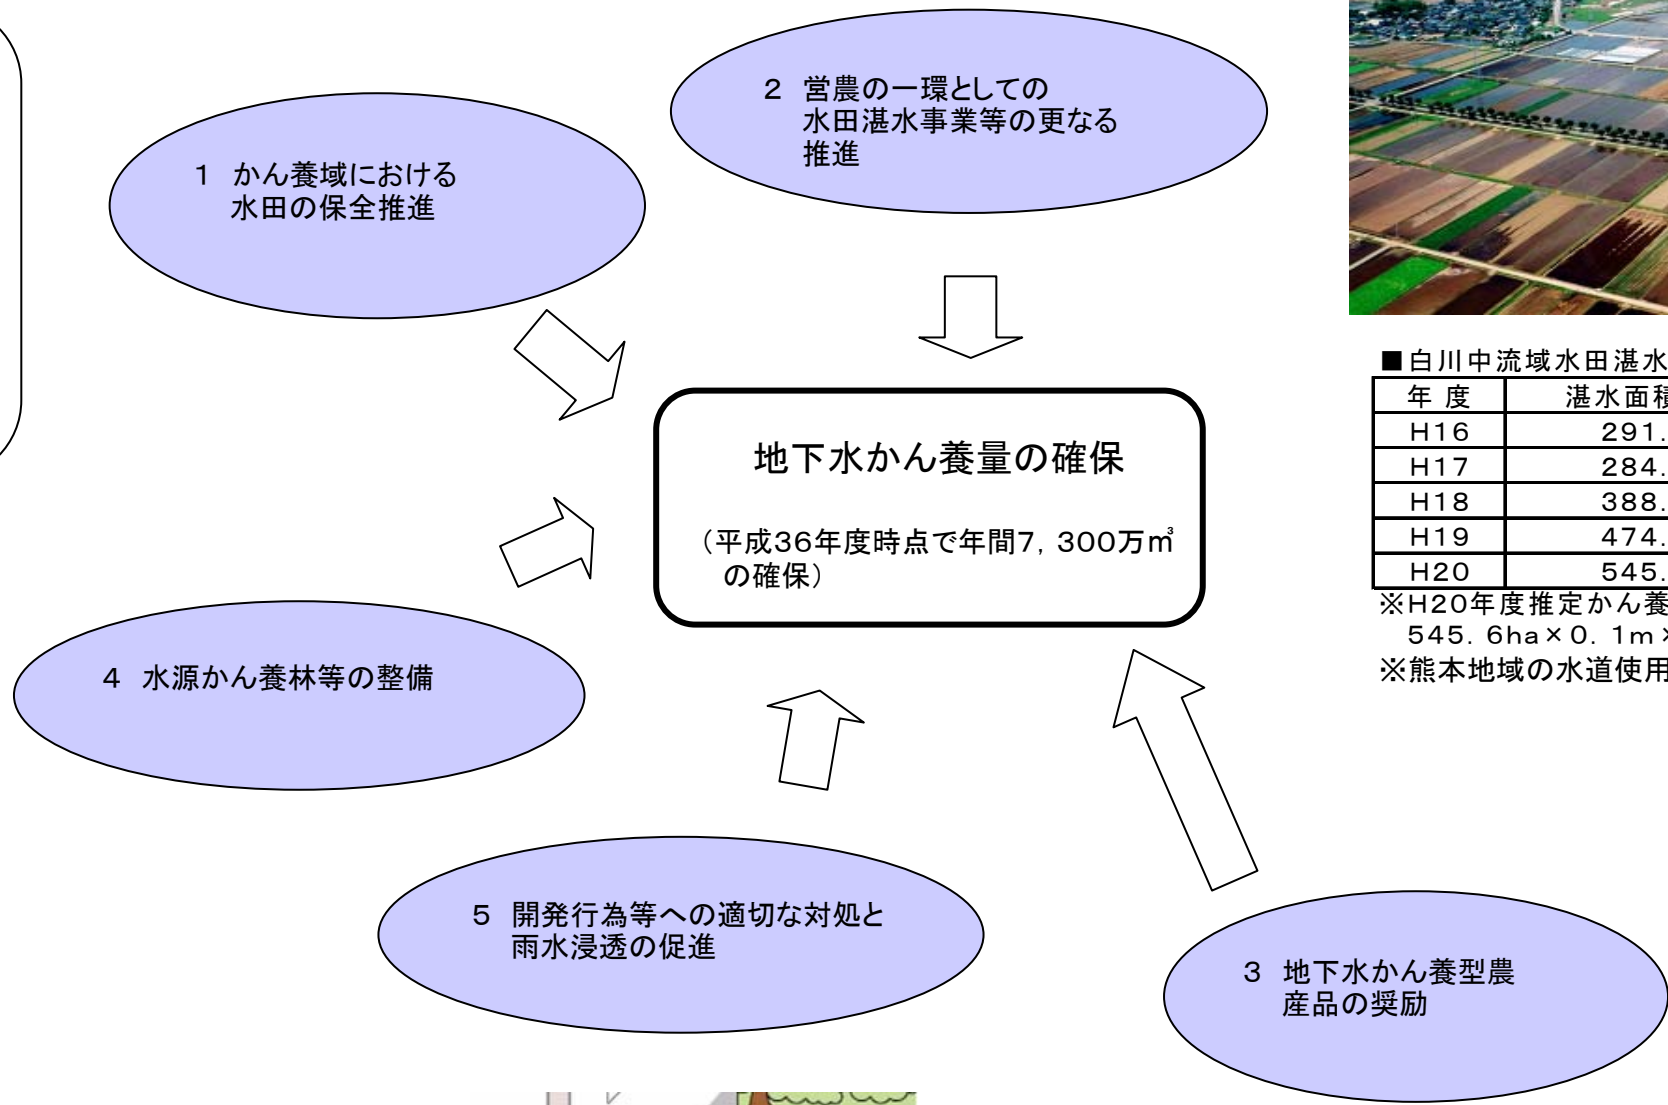 2 営農の一環としての
水田湛水事業等の更なる
推進
1 かん養域における
水田の保全推進
地下水かん養量の確保
(平成36年度時点で年間7,300万㎥
の確保)
4 水源かん養林等の整備
5 開発行為等への適切な対処と
雨水浸透の促進
3 地下水かん養型農
産品の奨励
■白川中流域水田湛水
年 度 湛水面積
H16 291.
H17 284.
H18 388.
H19 474.
H20 545.
※H20年度推定かん養
545.6ha×0.1m×
※熊本地域の水道使用